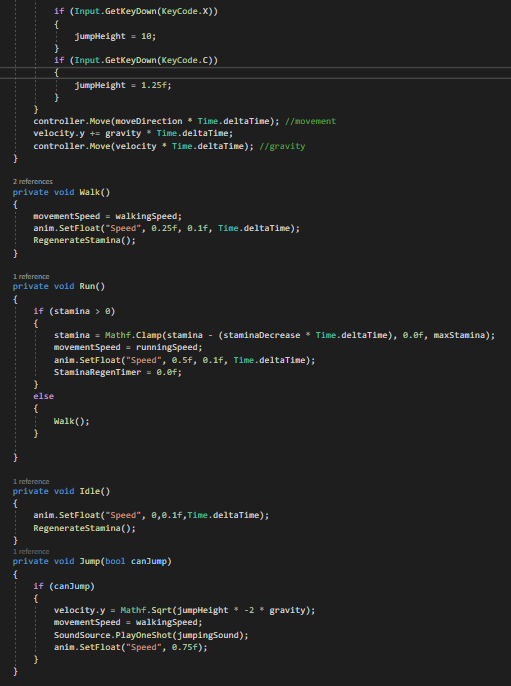 if (Input.GetKeyDown(KeyCode.X))
{
jumpHeight = 10;
}
if (Input.GetKeyDown(KeyCode.C))
{
jumpHeight = 1.25f;
}
}
controller.Move(moveDirection * Time.deltaTime); //movement
velocity.y += gravity * Time.deltaTime;
controller.Move(velocity * Time.deltaTime); //gravity
}
2 references
private void Walk()
{
movementSpeed = walkingSpeed;
anim.SetFloat("Speed", 0.25f, 0.1f, Time.deltaTime);
RegenerateStamina();
}
1 reference
private void Run()
{
if (stamina > 0)
{
stamina = Mathf.Clamp(stamina - (staminaDecrease * Time.deltaTime), 0.0f, maxStamina);
movementSpeed = runningSpeed;
anim.SetFloat("Speed", 0.5f, 0.1f, Time.deltaTime);
StaminaRegenTimer = 0.0f;
}
else
{
Walk();
}
}
1 reference
private void Idle()
{
anim.SetFloat("Speed", 0,0.1f,Time.deltaTime);
RegenerateStamina();
}
1 reference
private void Jump(bool canJump)
{
if (canJump)
{
velocity.y = Mathf.Sqrt(jumpHeight * -2 * gravity);
movementSpeed = walkingSpeed;
SoundSource.PlayOneShot(jumpingSound);
anim.SetFloat("Speed", 0.75f);
}
}